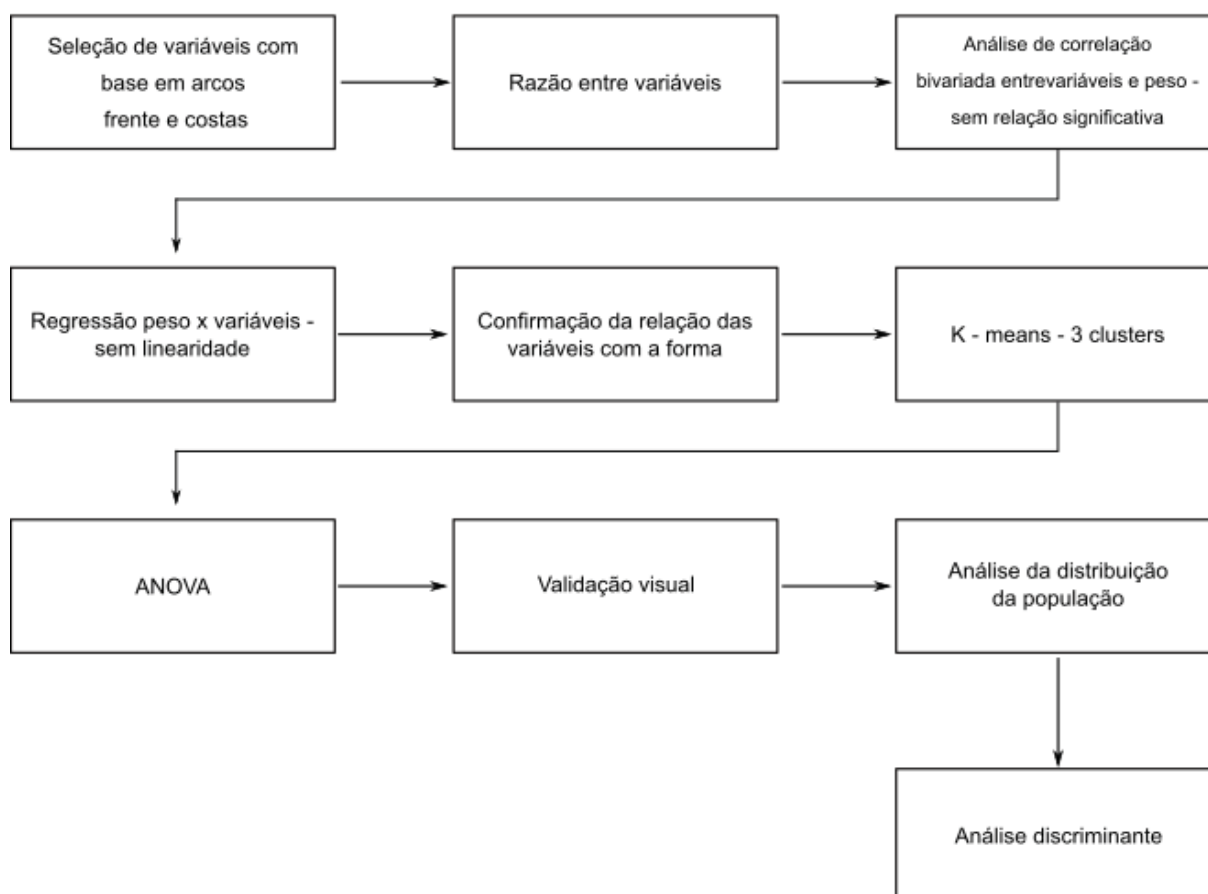 Seleção de variáveis com
base em arcos
frente e costas
Razão entre variáveis
Análise de correlação
bivariada entrevariáveis e peso -
sem relação significativa
Regressão peso x variáveis -
sem linearidade
Confirmação da relação das
variáveis com a forma
K - means - 3 clusters
ANOVA
Validação visual
Análise da distribuição
da população
Análise discriminante